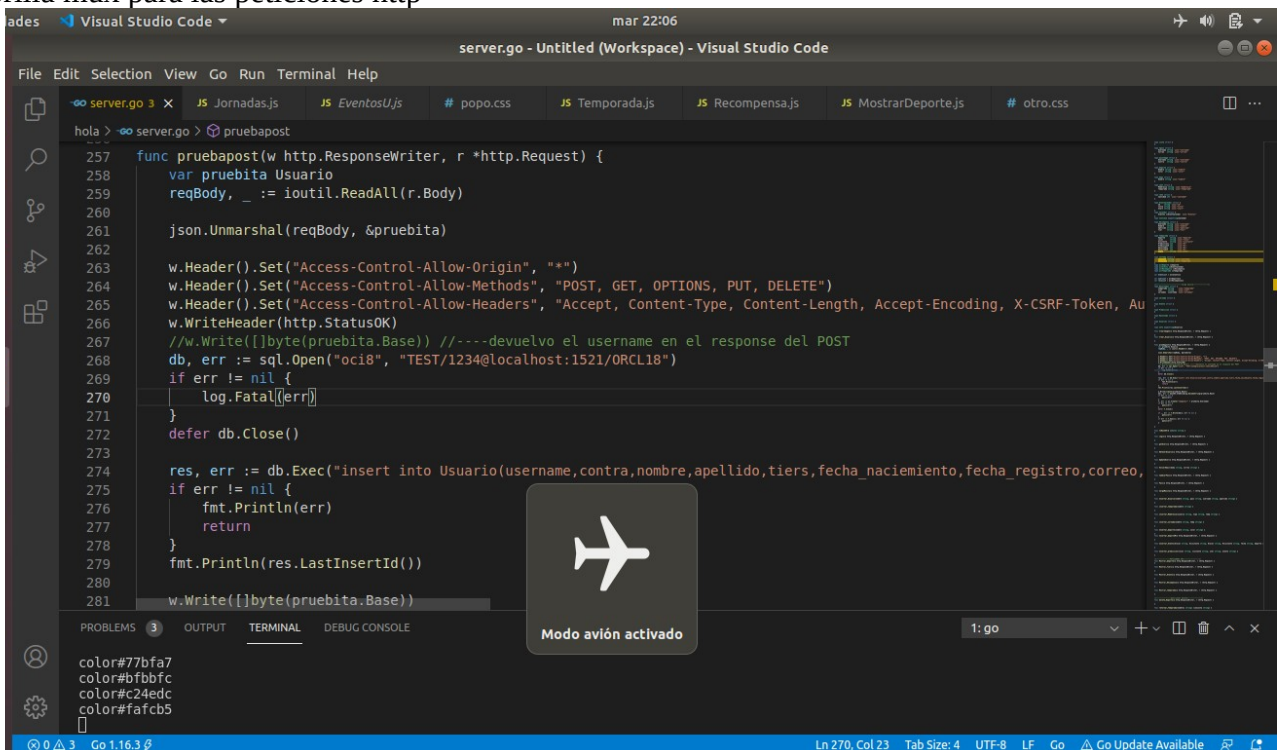 para las peticiones http
Visual Studio Code
mar 22:06
server.go - Untitled (Workspace) - Visual Studio Code
File Edit Selection View Go Run Terminal Help
server.go 3
JS Jornadas.js
JS EventosU.js
# popo.css
JS Temporada.js
JS Recompensa.js
JS MostrarDeporte.js
# otro.css
hola > server.go > pruebapost
257 func pruebapost(w http.ResponseWriter, r *http.Request) {
258 var pruebita Usuario
259 reqBody, _ := ioutil.ReadAll(r.Body)
260
261 json.Unmarshal(reqBody, &pruebita)
262
263 w.Header().Set("Access-Control-Allow-Origin", "*")
264 w.Header().Set("Access-Control-Allow-Methods", "POST, GET, OPTIONS, PUT, DELETE")
265 w.Header().Set("Access-Control-Allow-Headers", "Accept, Content-Type, Content-Length, Accept-Encoding, X-CSRF-Token, Au
266 w.WriteHeader(http.StatusOK)
267 //w.Write([]byte(pruebita.Base)) //----devuelvo el username en el response del POST
268 db, err := sql.Open("oci8", "TEST/1234@localhost:1521/ORCL18")
269 if err != nil {
270 log.Fatal(err)
271 }
272 defer db.Close()
273
274 res, err := db.Exec("insert into Usuario(username,contra,nombre,apellido,tiers,fecha_naciemiento,fecha_registro,correo,
275 if err != nil {
276 fmt.Println(err)
277 return
278 }
279 fmt.Println(res.LastInsertId())
280
281 w.Write([]byte(pruebita.Base))
Modo avión activado
PROBLEMS 3 OUTPUT TERMINAL DEBUG CONSOLE
1: go
color#77bfa7
color#bfbbfc
color#c24edc
color#fafcb5
0 3 Go 1.16.3
Ln 270, Col 23 Tab Size: 4 UTF-8 LF Go Go Update Available